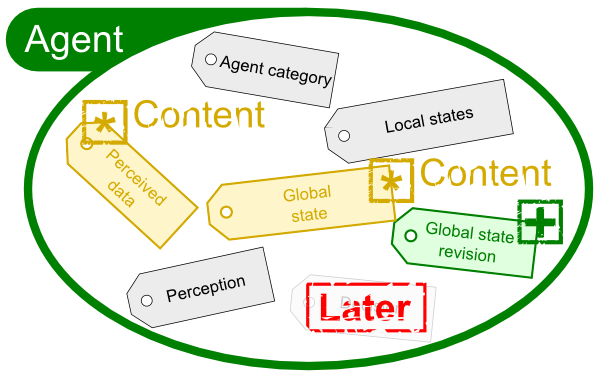 Agent
Agent category
Local states
* Content
Perceived
data
* Content
Global
state
+
Global state
revision
Perception
Later